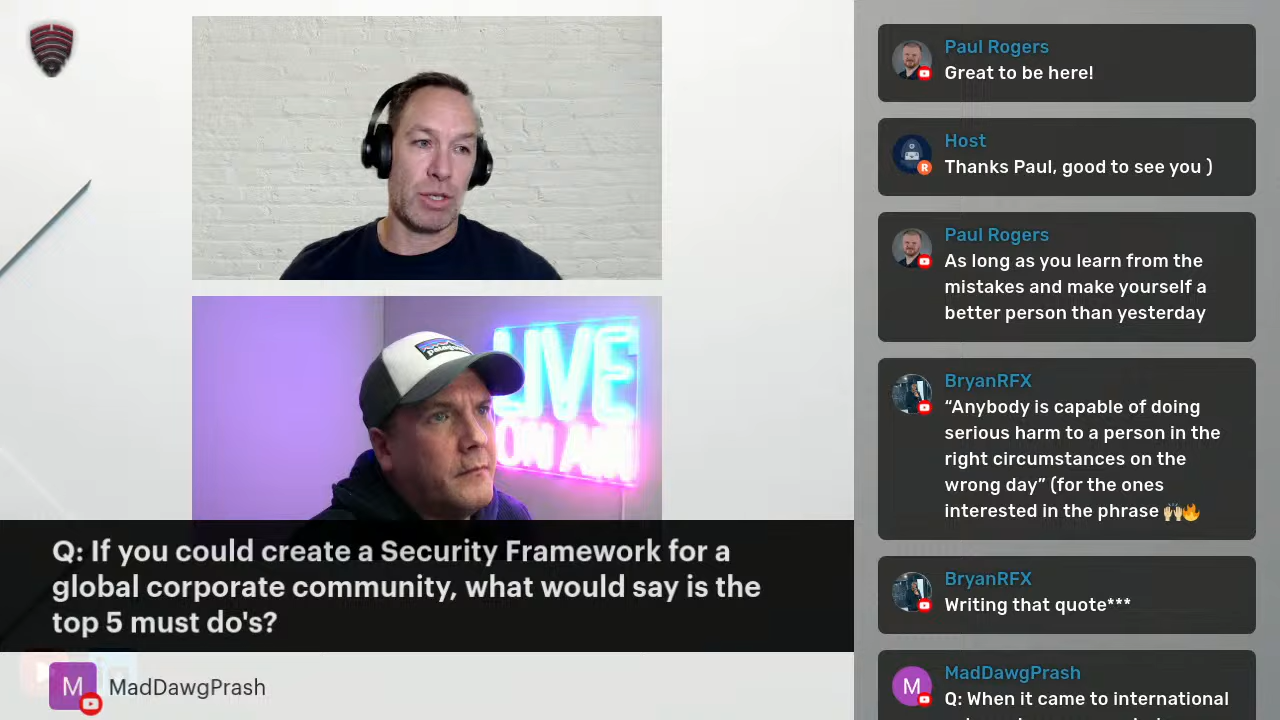 patagonia
LIVE
ON AIR
Q: If you could create a Security Framework for a
global corporate community, what would say is the
top 5 must do's?
M
MadDawgPrash
Paul Rogers
Great to be here!
Host
Thanks Paul, good to see you )
Paul Rogers
As long as you learn from the
mistakes and make yourself a
better person than yesterday
BryanRFX
“Anybody is capable of doing
serious harm to a person in the
right circumstances on the
wrong day” (for the ones
interested in the phrase 🙌🏼🔥
BryanRFX
Writing that quote***
M
MadDawgPrash
Q: When it came to international